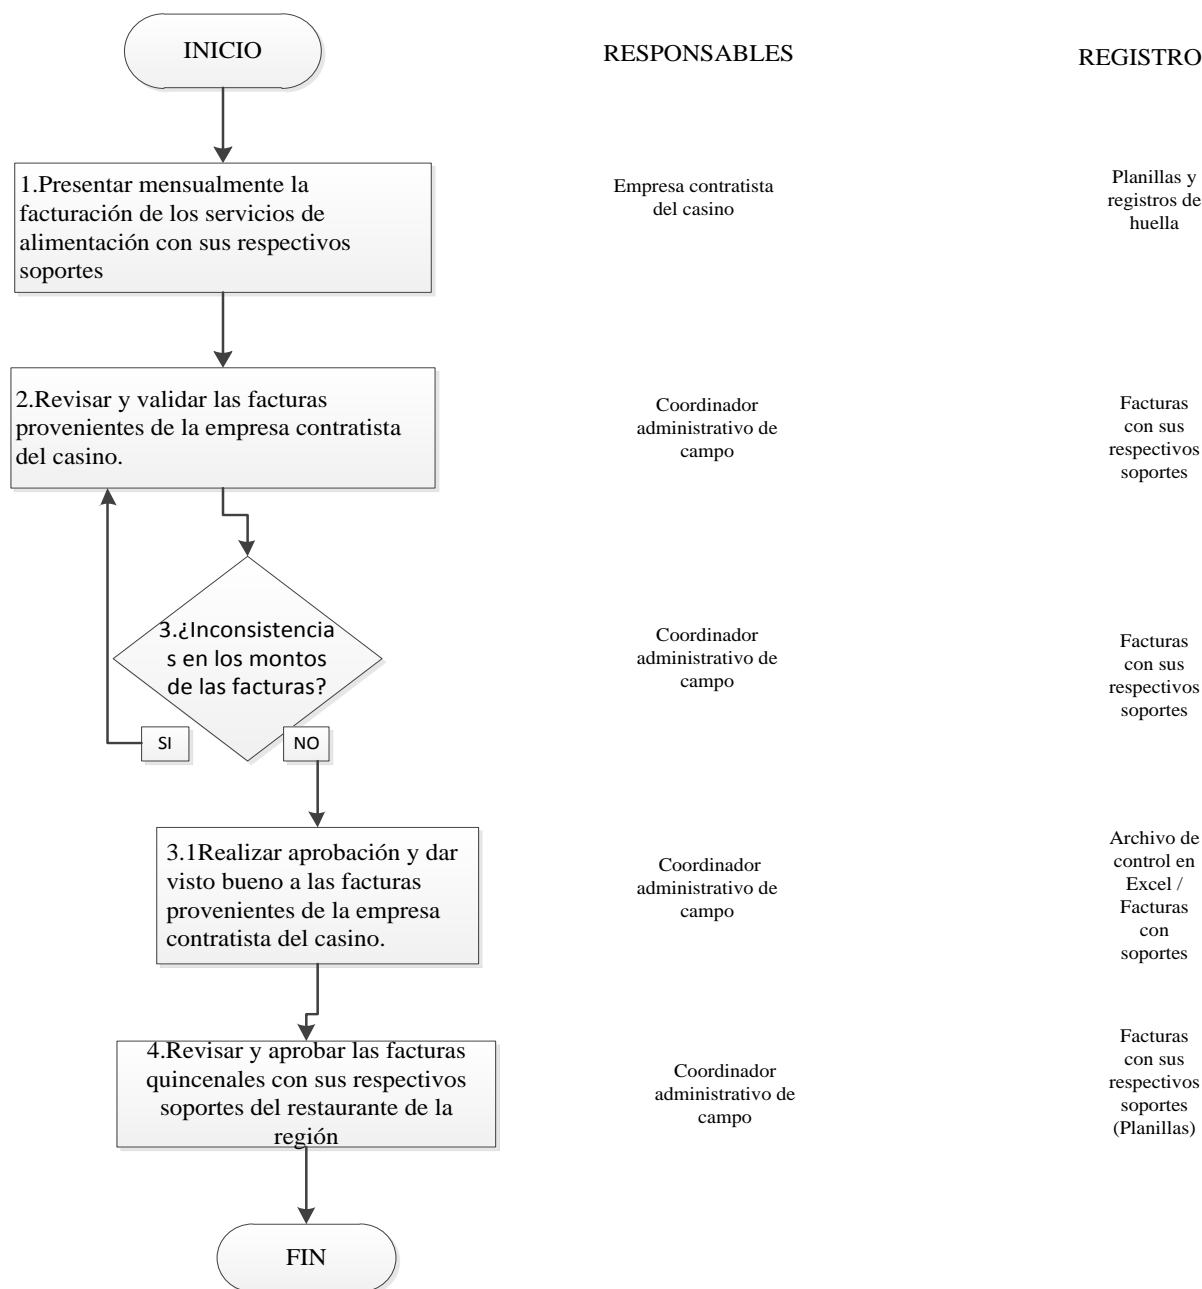 INICIO
RESPONSABLES
REGISTRO
1.Presentar mensualmente la
facturación de los servicios de
alimentación con sus respectivos
soportes
Empresa contratista
del casino
Planillas y
registros de
huella
2.Revisar y validar las facturas
provenientes de la empresa contratista
del casino.
Coordinador
administrativo de
campo
Facturas
con sus
respectivos
soportes
3.¿Inconsistencia
s en los montos
de las facturas?
Coordinador
administrativo de
campo
Facturas
con sus
respectivos
soportes
SI
NO
3.1Realizar aprobación y dar
visto bueno a las facturas
provenientes de la empresa
contratista del casino.
Coordinador
administrativo de
campo
Archivo de
control en
Excel /
Facturas
con
soportes
4.Revisar y aprobar las facturas
quincenales con sus respectivos
soportes del restaurante de la
región
Coordinador
administrativo de
campo
Facturas
con sus
respectivos
soportes
(Planillas)
FIN